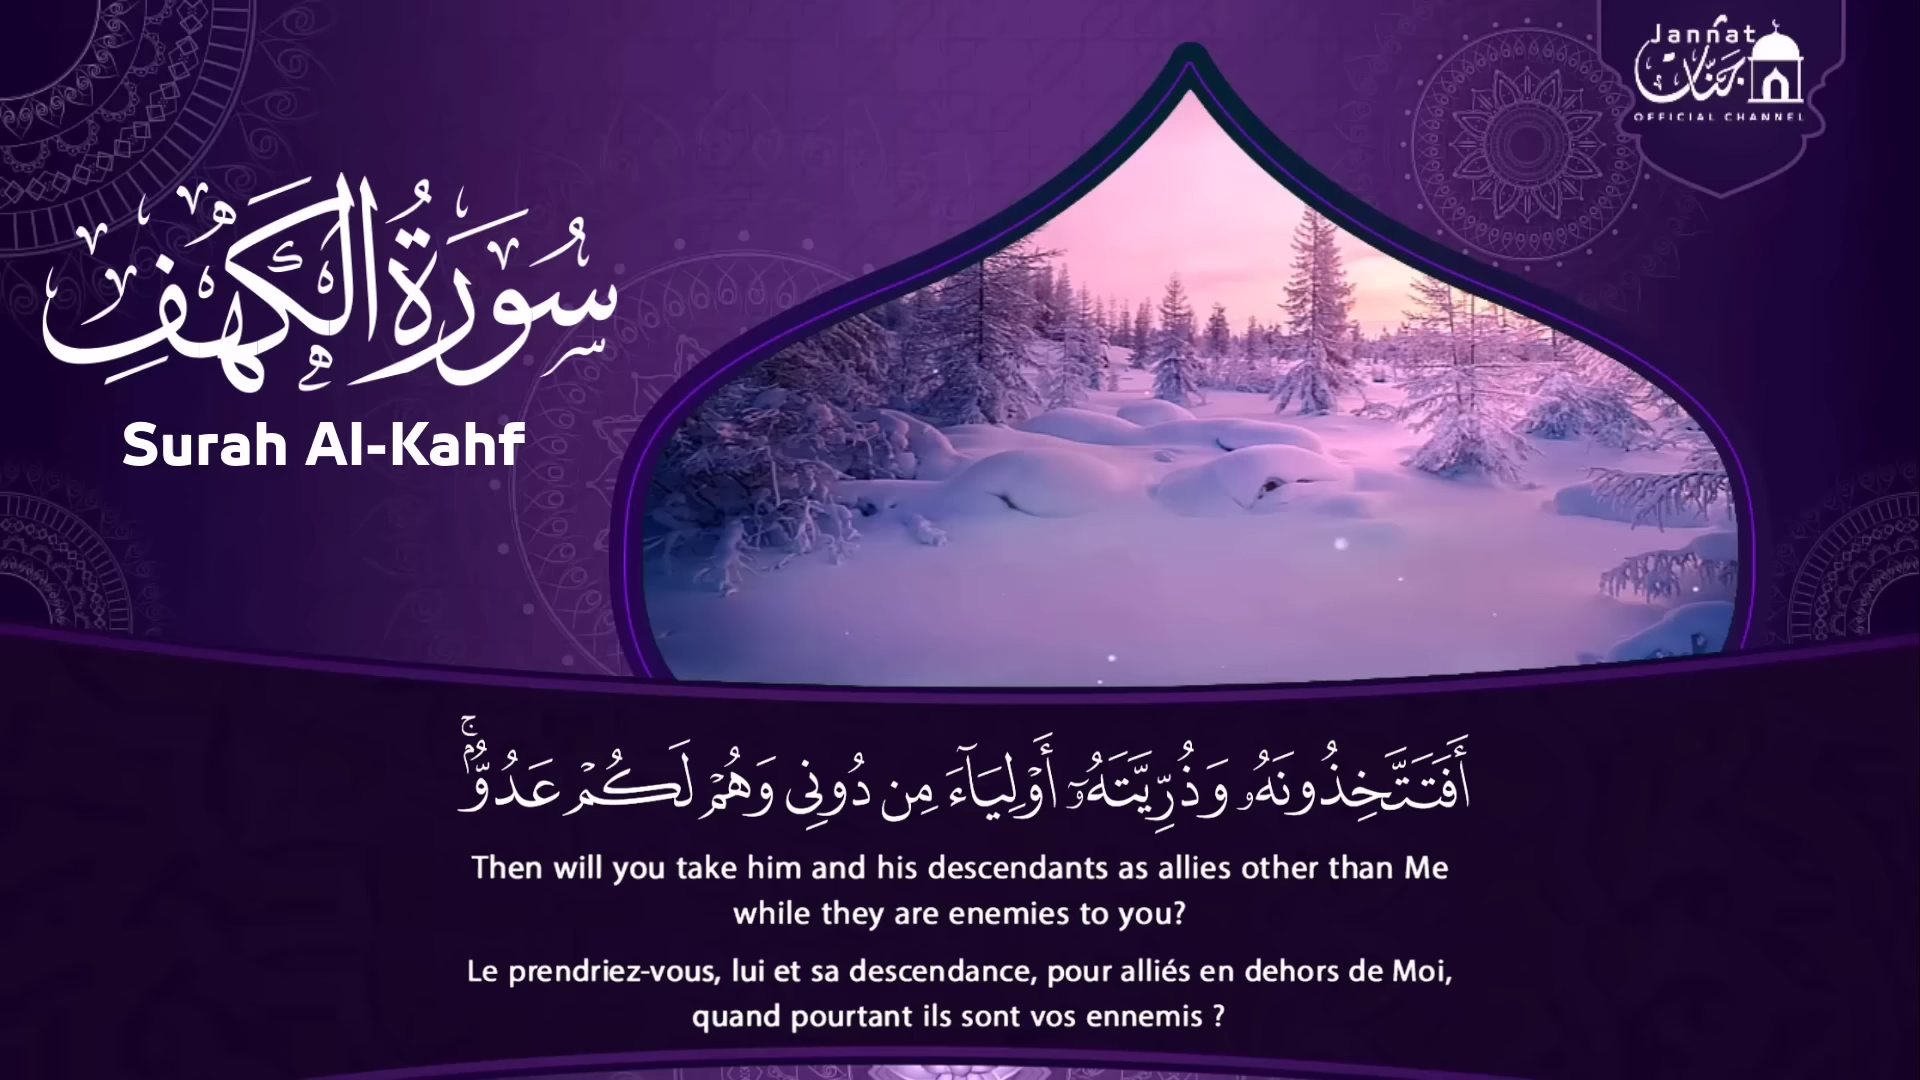 Jannat
جنات
OFFICIAL CHANNEL
سُورَةُ الْكَهْفِ
Surah Al-Kahf
أَفَتَتَّخِذُونَهُۥ وَذُرِّيَّتَهُۥٓ أَوْلِيَآءَ مِن دُونِى وَهُمْ لَكُمْ عَدُوٌّۢ ۚ
Then will you take him and his descendants as allies other than Me
while they are enemies to you?
Le prendriez-vous, lui et sa descendance, pour alliés en dehors de Moi,
quand pourtant ils sont vos ennemis ?